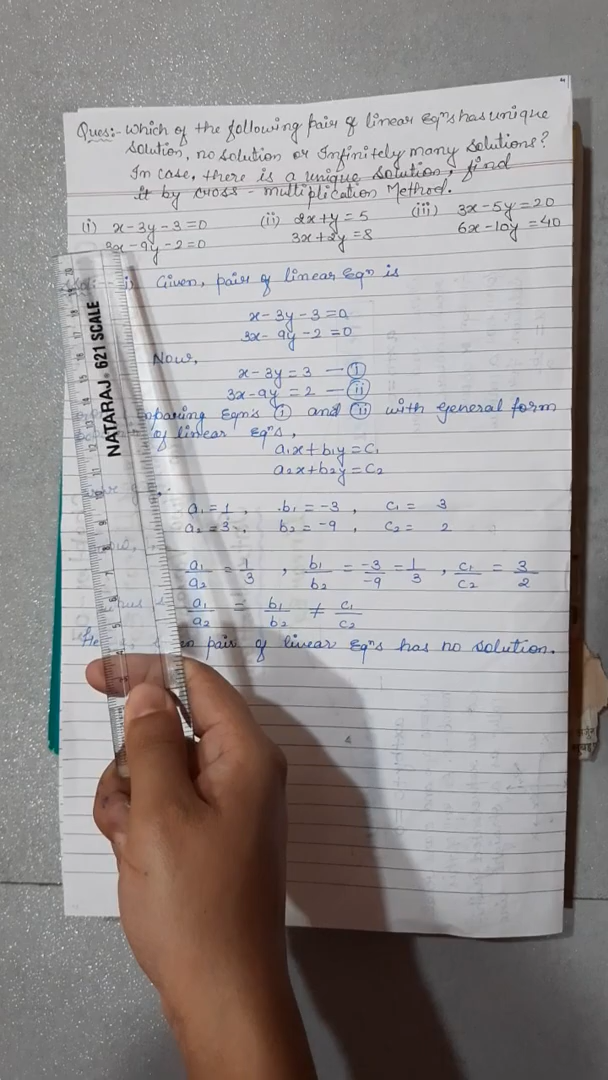 Ques:- Which of the following pair of linear Eqⁿs has unique
solution, no solution or Infinitely many solutions?
In case, there is a unique solution, find
it by cross - multiplication Method.
(i) x-3y-3=0 (ii) 2x+y=5 (iii) 3x-5y=20
3x-9y-2=0 3x+2y=8 6x-10y=40
i) Given, pair of linear Eqⁿ is
x-3y-3=0
3x-9y-2=0
Now,
x-3y=3 — (i)
3x-9y=2 — (ii)
Eqⁿs (i) and (ii) with general form
of linear Eqⁿs,
a₁x+b₁y=c₁
a₂x+b₂y=c₂
a₁=1, b₁=-3, c₁= 3
a₂=3, b₂=-9, c₂= 2
a₁/a₂ = 1/3, b₁/b₂ = -3/-9 = 1/3, c₁/c₂ = 3/2
a₁/a₂ = b₁/b₂ ≠ c₁/c₂
pair of linear Eqⁿs has no solution.
NATARAJ 621 SCALE